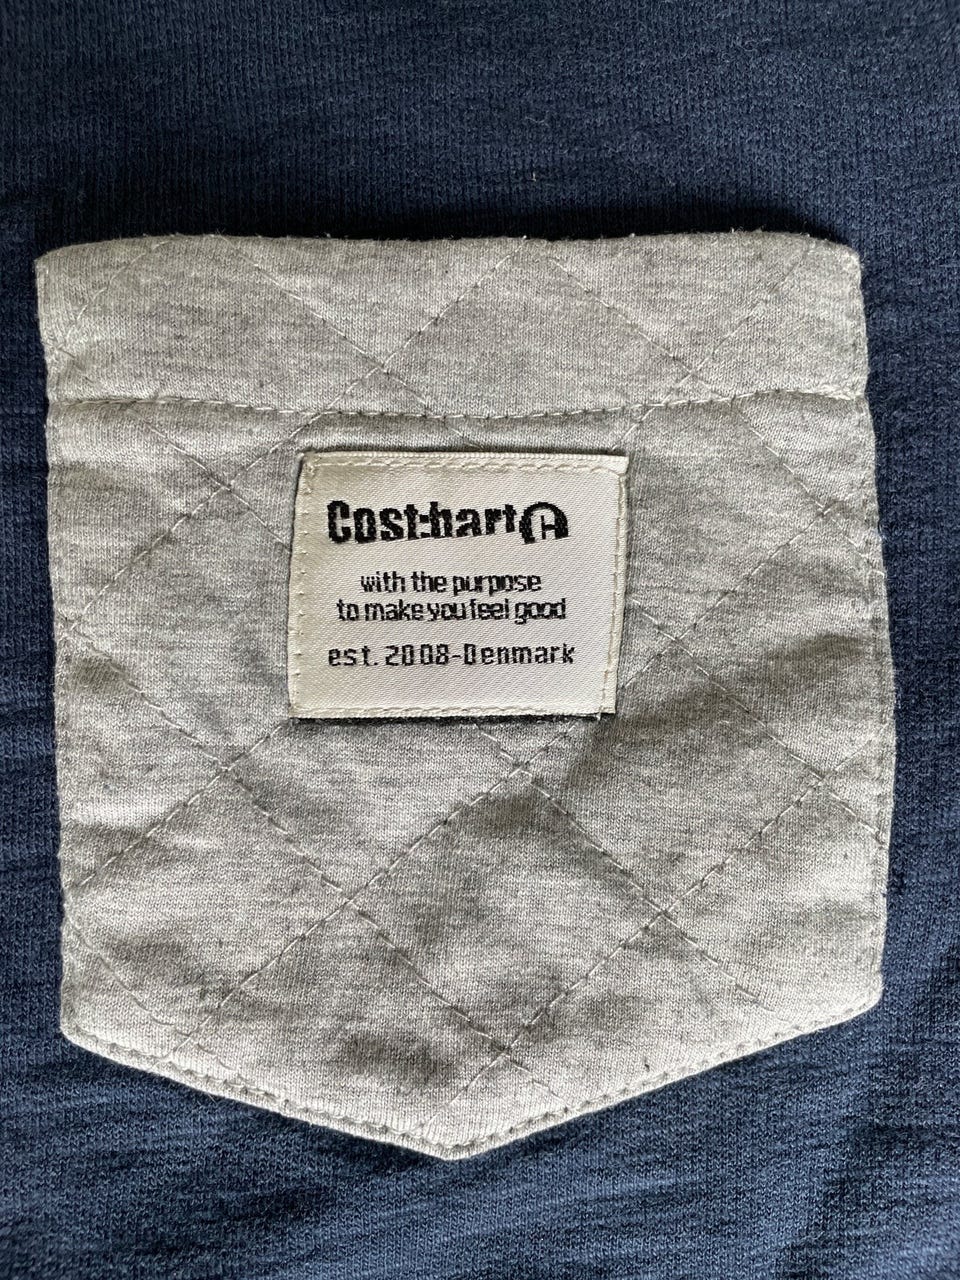 Cost:bart
with the purpose
to make you feel good
est. 2008-Denmark